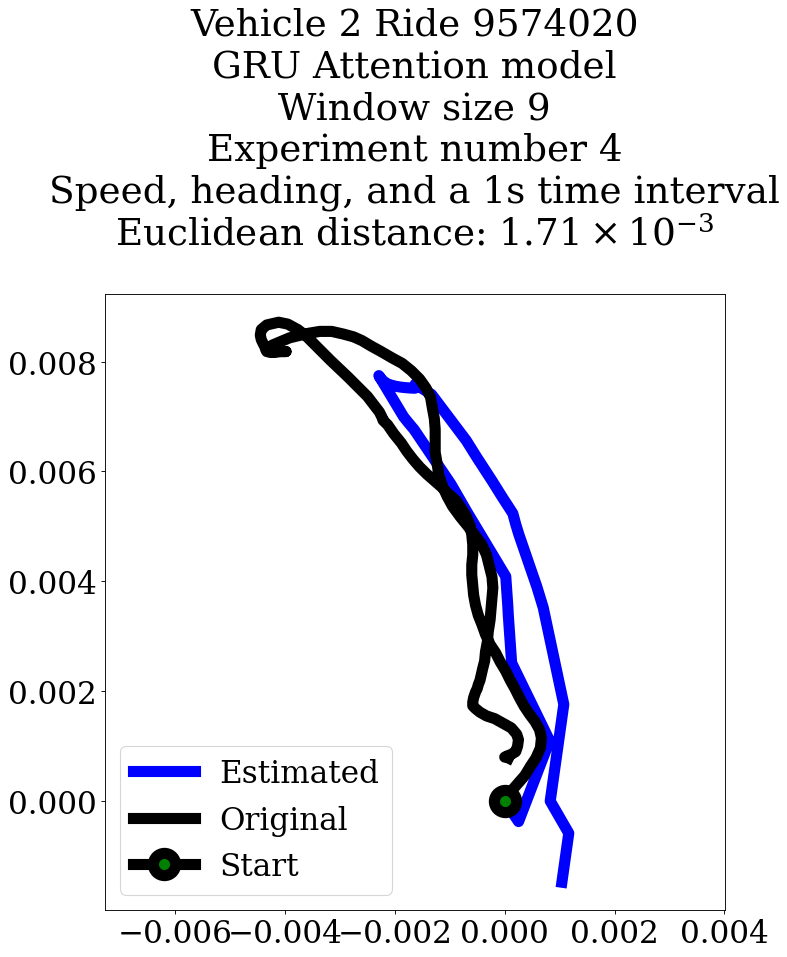 Vehicle 2 Ride 9574020
GRU Attention model
Window size 9
Experiment number 4
Speed, heading, and a 1s time interval
Euclidean distance: 1.71 × 10⁻³
0.008
0.006
0.004
0.002
0.000
Estimated
Original
Start
−0.006 −0.004 −0.002 0.000 0.002 0.004